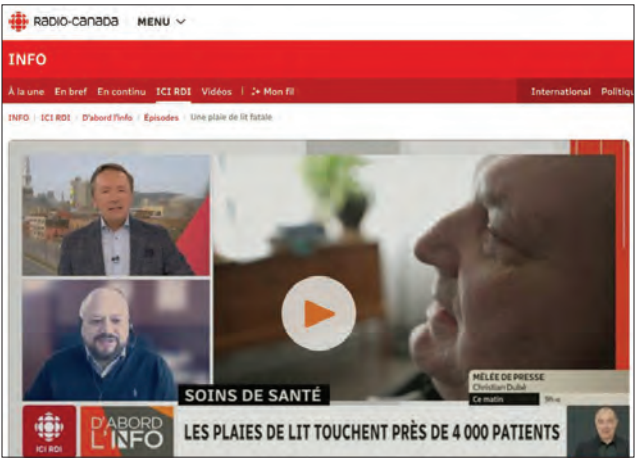 RADIO-CANADA MENU
INFO
À la une En bref En continu ICI RDI Vidéos Mon fil International Politiqu
INFO ICI RDI D'abord l'info Épisodes Une plaie de lit fatale
SOINS DE SANTÉ
MÊLÉE DE PRESSE
Christian Dubé
Ce matin
ICI RDI
D'ABORD
L'INFO
LES PLAIES DE LIT TOUCHENT PRÈS DE 4 000 PATIENTS